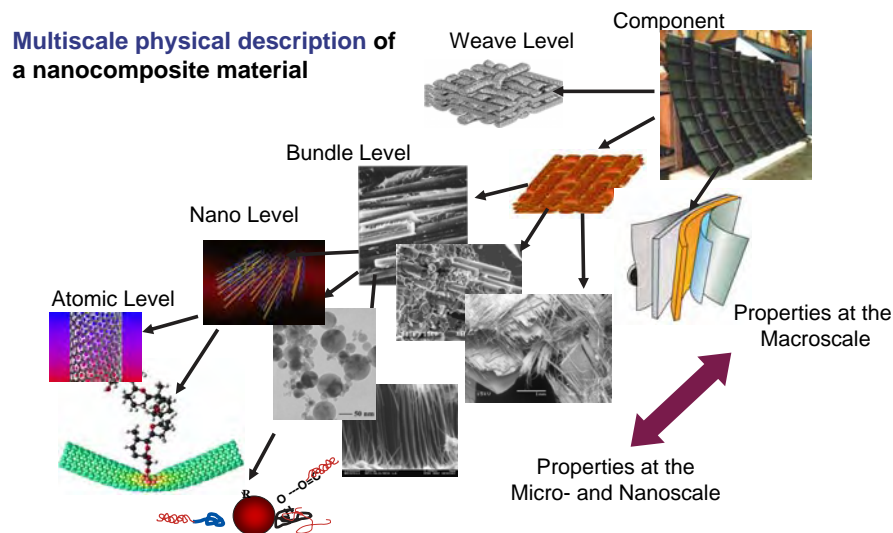 Multiscale physical description of
a nanocomposite material
Component
Weave Level
Bundle Level
Nano Level
Atomic Level
Properties at the
Macroscale
50 nm
Properties at the
Micro- and Nanoscale
R
O
---O=C